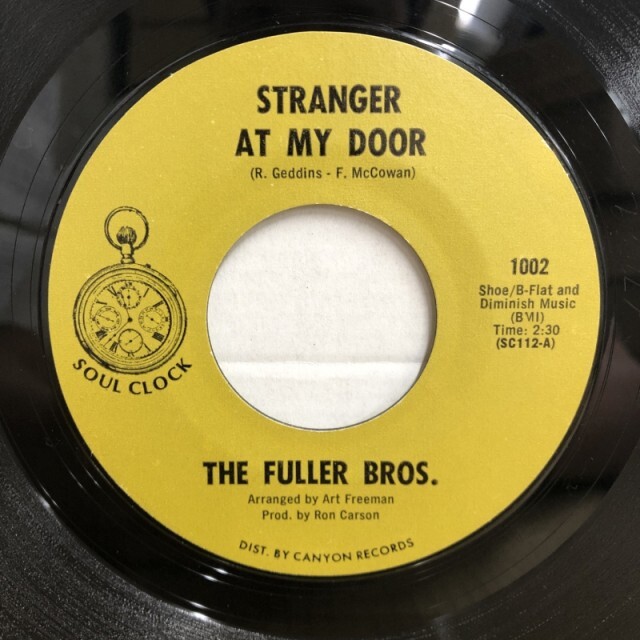 STRANGER
AT MY DOOR
(R. Geddins - F. McCowan)
SOUL CLOCK
1002
Shoe/B-Flat and
Diminish Music
(BMI)
Time: 2:30
(SC112-A)
THE FULLER BROS.
Arranged by Art Freeman
Prod. by Ron Carson
DIST. BY CANYON RECORDS